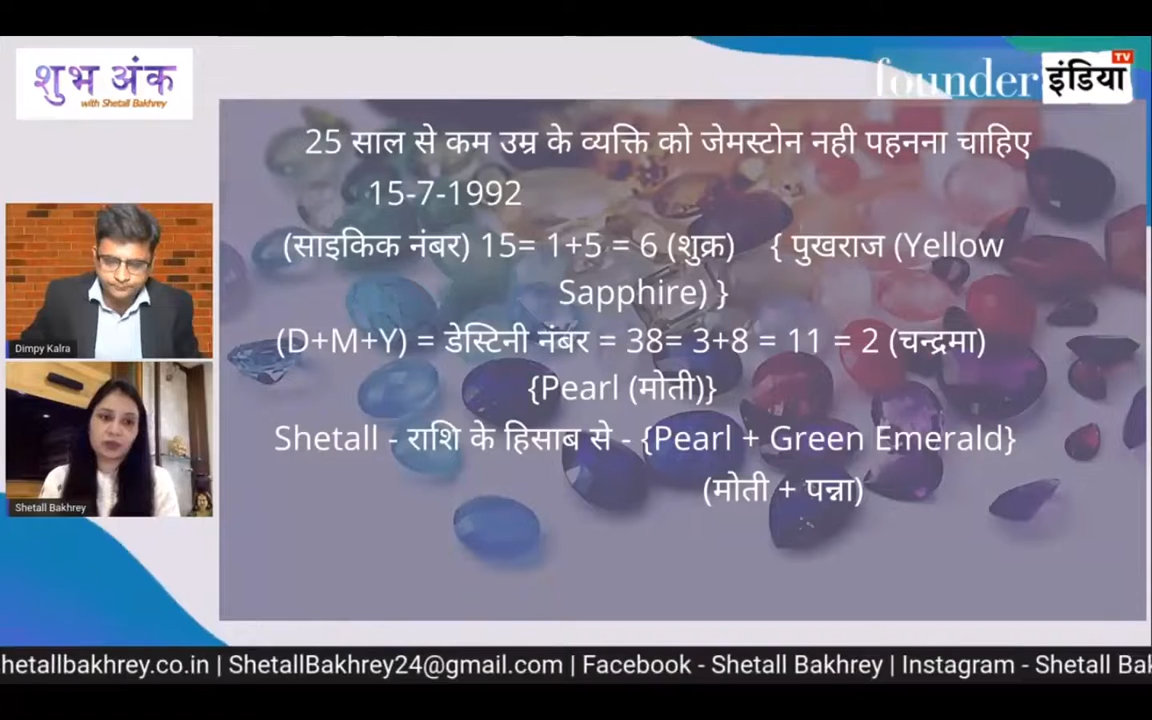 शुभ अंक
with Shetall Bakhrey
founder इंडिया TV
25 साल से कम उम्र के व्यक्ति को जेमस्टोन नही पहनना चाहिए
15-7-1992
(साइकिक नंबर) 15= 1+5 = 6 (शुक्र) { पुखराज (Yellow
Sapphire) }
(D+M+Y) = डेस्टिनी नंबर = 38= 3+8 = 11 = 2 (चन्द्रमा)
{Pearl (मोती)}
Shetall - राशि के हिसाब से - {Pearl + Green Emerald}
(मोती + पन्ना)
Dimpy Kalra
Shetall Bakhrey
hetallbakhrey.co.in | ShetallBakhrey24@gmail.com | Facebook - Shetall Bakhrey | Instagram - Shetall Bak